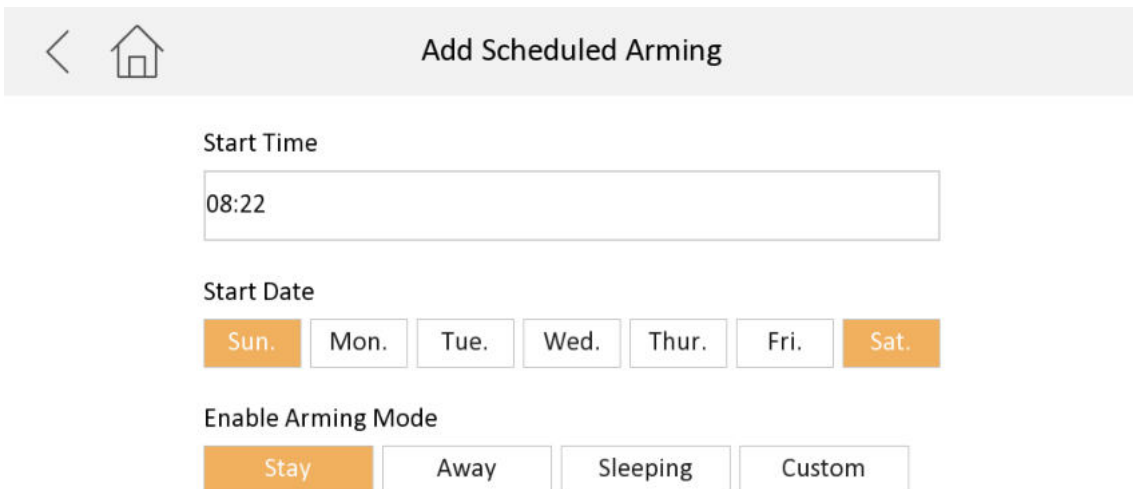 Add Scheduled Arming
Start Time
08:22
Start Date
Sun. Mon. Tue. Wed. Thur. Fri. Sat.
Enable Arming Mode
Stay Away Sleeping Custom